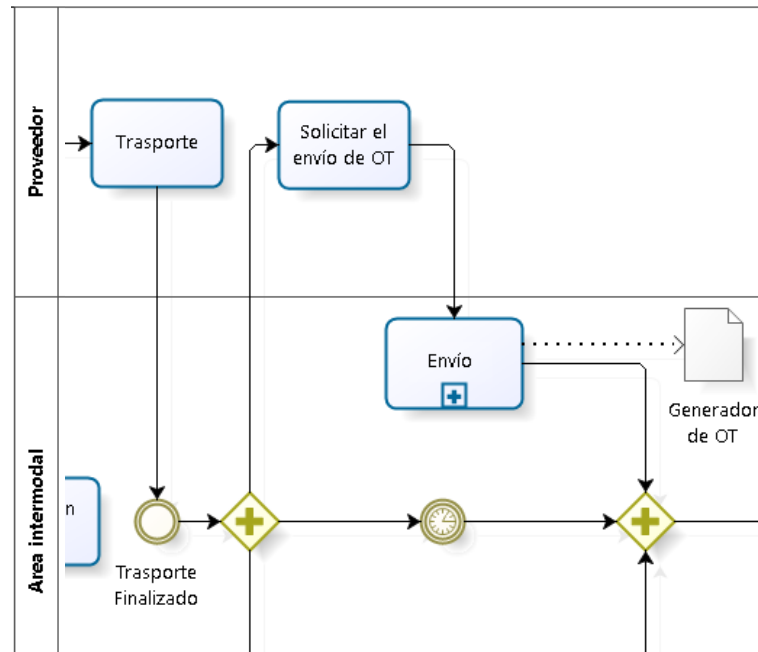 Proveedor
Trasporte
Solicitar el
envío de OT
Area intermodal
Envío
Generador
de OT
n
Trasporte
Finalizado